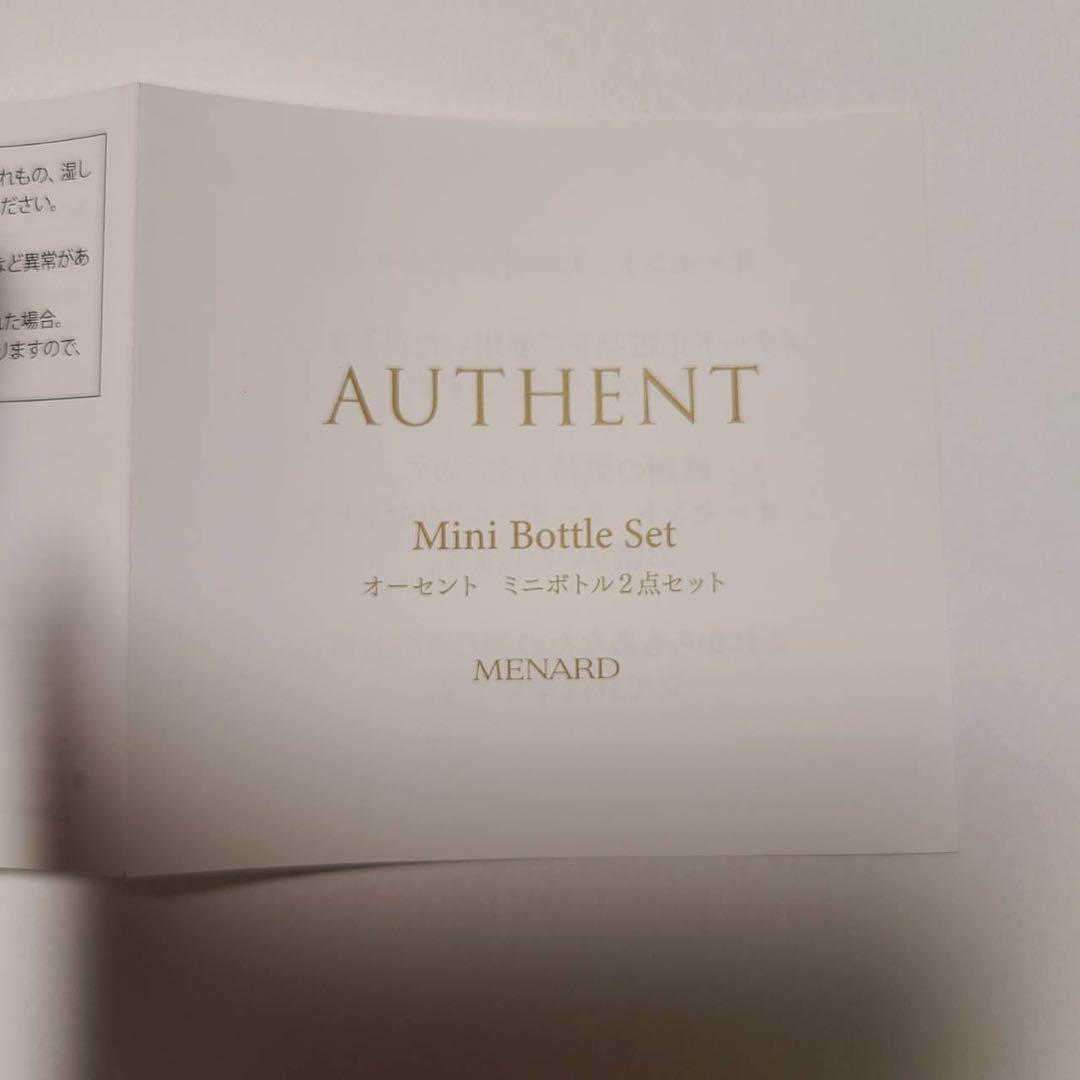 れもの、湿し
ださい。
など異常があ
れた場合。
りますので、
AUTHENT
Mini Bottle Set
オーセント ミニボトル2点セット
MENARD